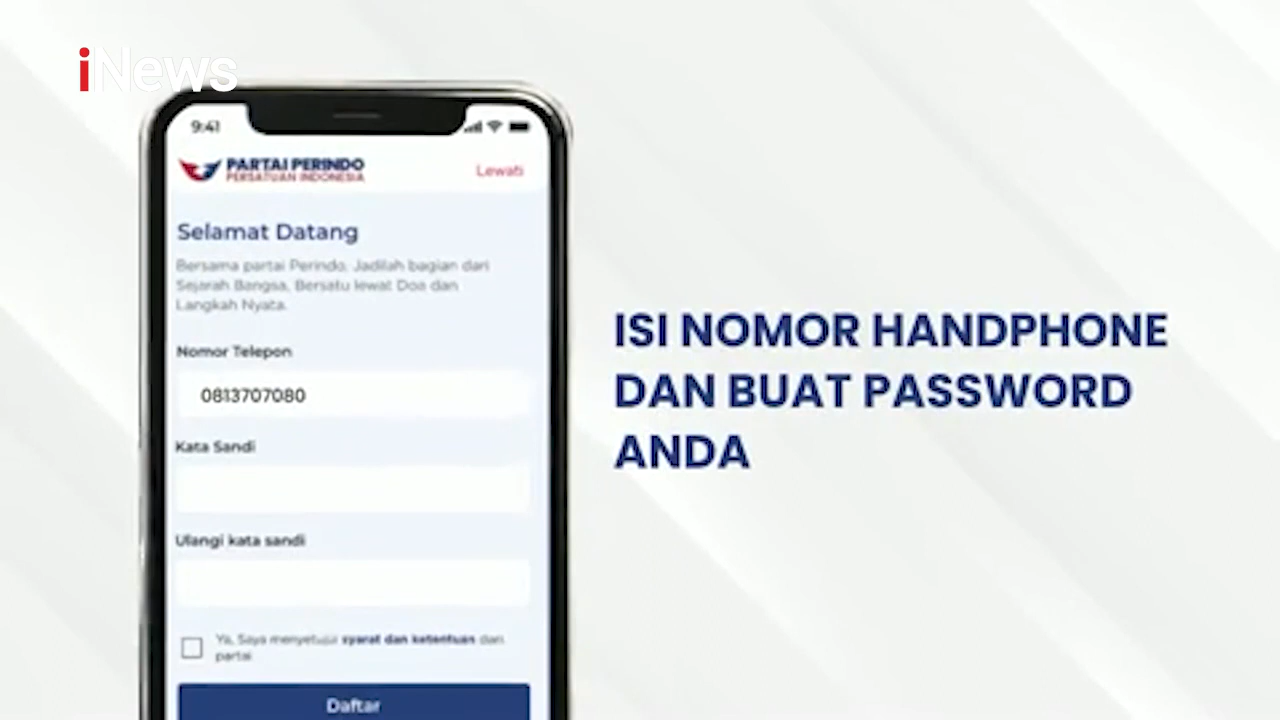 iNews
9:41
PARTAI PERINDO
PERSATUAN INDONESIA
Lewati
Selamat Datang
Bersama partai Perindo. Jadilah bagian dari
Sejarah Bangsa, Bersatu lewat Doa dan
Langkah Nyata.
Nomor Telepon
0813707080
Kata Sandi
Ulangi kata sandi
Ya, Saya menyetujui syarat dan ketentuan dari
partai
Daftar
ISI NOMOR HANDPHONE
DAN BUAT PASSWORD
ANDA